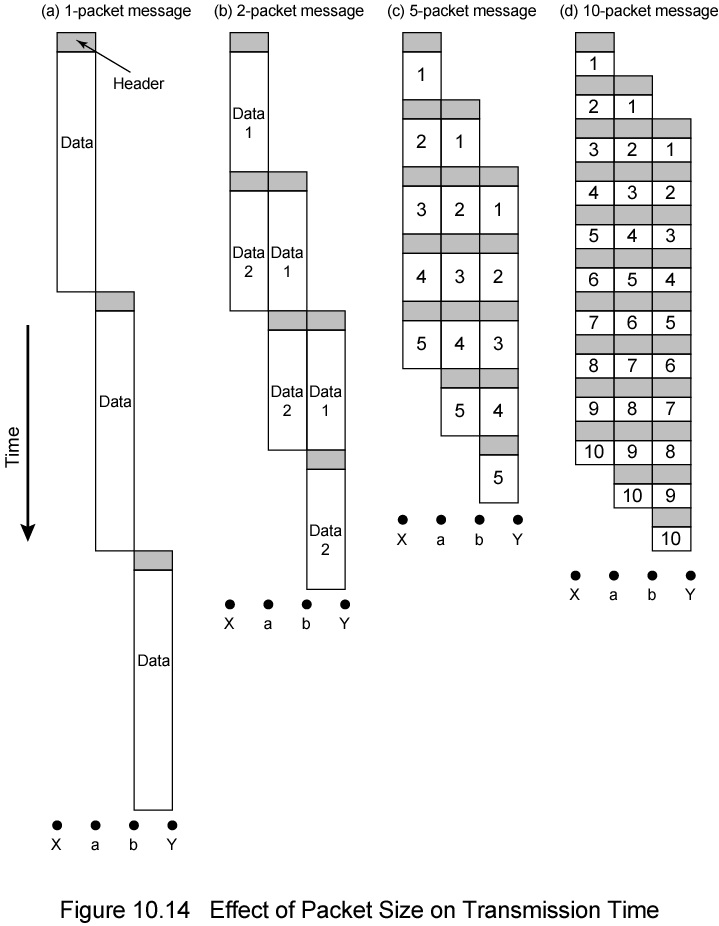 (a) 1-packet message (b) 2-packet message (c) 5-packet message (d) 10-packet message
Header
Data
Data
Data
X a b Y
Data
1
Data Data
2 1
Data Data
2 1
Data
2
X a b Y
1
2 1
3 2 1
4 3 2
5 4 3
5 4
5
X a b Y
1
2 1
3 2 1
4 3 2
5 4 3
6 5 4
7 6 5
8 7 6
9 8 7
10 9 8
10 9
10
X a b Y
Time
Figure 10.14 Effect of Packet Size on Transmission Time